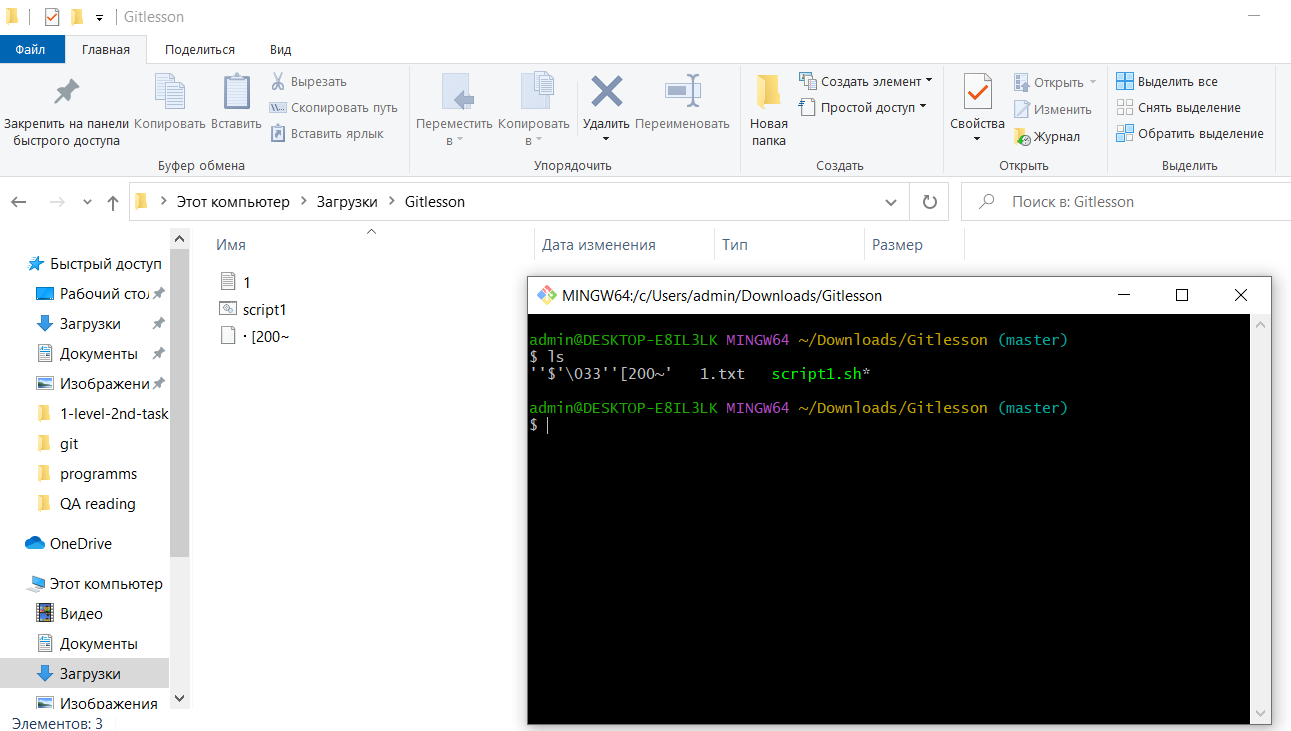 Gitlesson
Файл Главная Поделиться Вид
Закрепить на панели быстрого доступа
Копировать
Вставить
Вырезать
Скопировать путь
Вставить ярлык
Буфер обмена
Переместить в
Копировать в
Удалить
Переименовать
Упорядочить
Новая папка
Создать элемент
Простой доступ
Создать
Свойства
Открыть
Изменить
Журнал
Открыть
Выделить все
Снять выделение
Обратить выделение
Выделить
Этот компьютер > Загрузки > Gitlesson
Поиск в: Gitlesson
Быстрый доступ
Рабочий стол
Загрузки
Документы
Изображени
1-level-2nd-task
git
programms
QA reading
OneDrive
Этот компьютер
Видео
Документы
Загрузки
Изображения
Элементов: 3
Имя Дата изменения Тип Размер
1
script1
· [200~
MINGW64:/c/Users/admin/Downloads/Gitlesson
admin@DESKTOP-E8IL3LK MINGW64 ~/Downloads/Gitlesson (master)
$ ls
''$'\033''[200~' 1.txt script1.sh*
admin@DESKTOP-E8IL3LK MINGW64 ~/Downloads/Gitlesson (master)
$